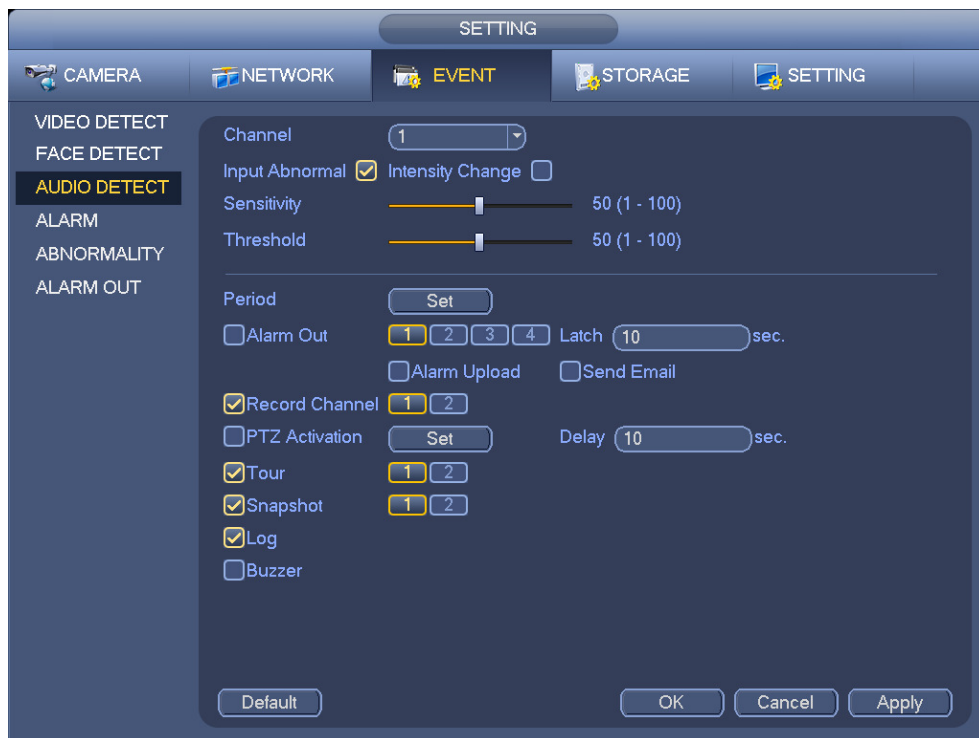 SETTING
CAMERA NETWORK EVENT STORAGE SETTING
VIDEO DETECT
FACE DETECT
AUDIO DETECT
ALARM
ABNORMALITY
ALARM OUT
Channel 1
Input Abnormal Intensity Change
Sensitivity 50 (1 - 100)
Threshold 50 (1 - 100)
Period Set
Alarm Out 1 2 3 4 Latch 10 sec.
Alarm Upload Send Email
Record Channel 1 2
PTZ Activation Set Delay 10 sec.
Tour 1 2
Snapshot 1 2
Log
Buzzer
Default OK Cancel Apply